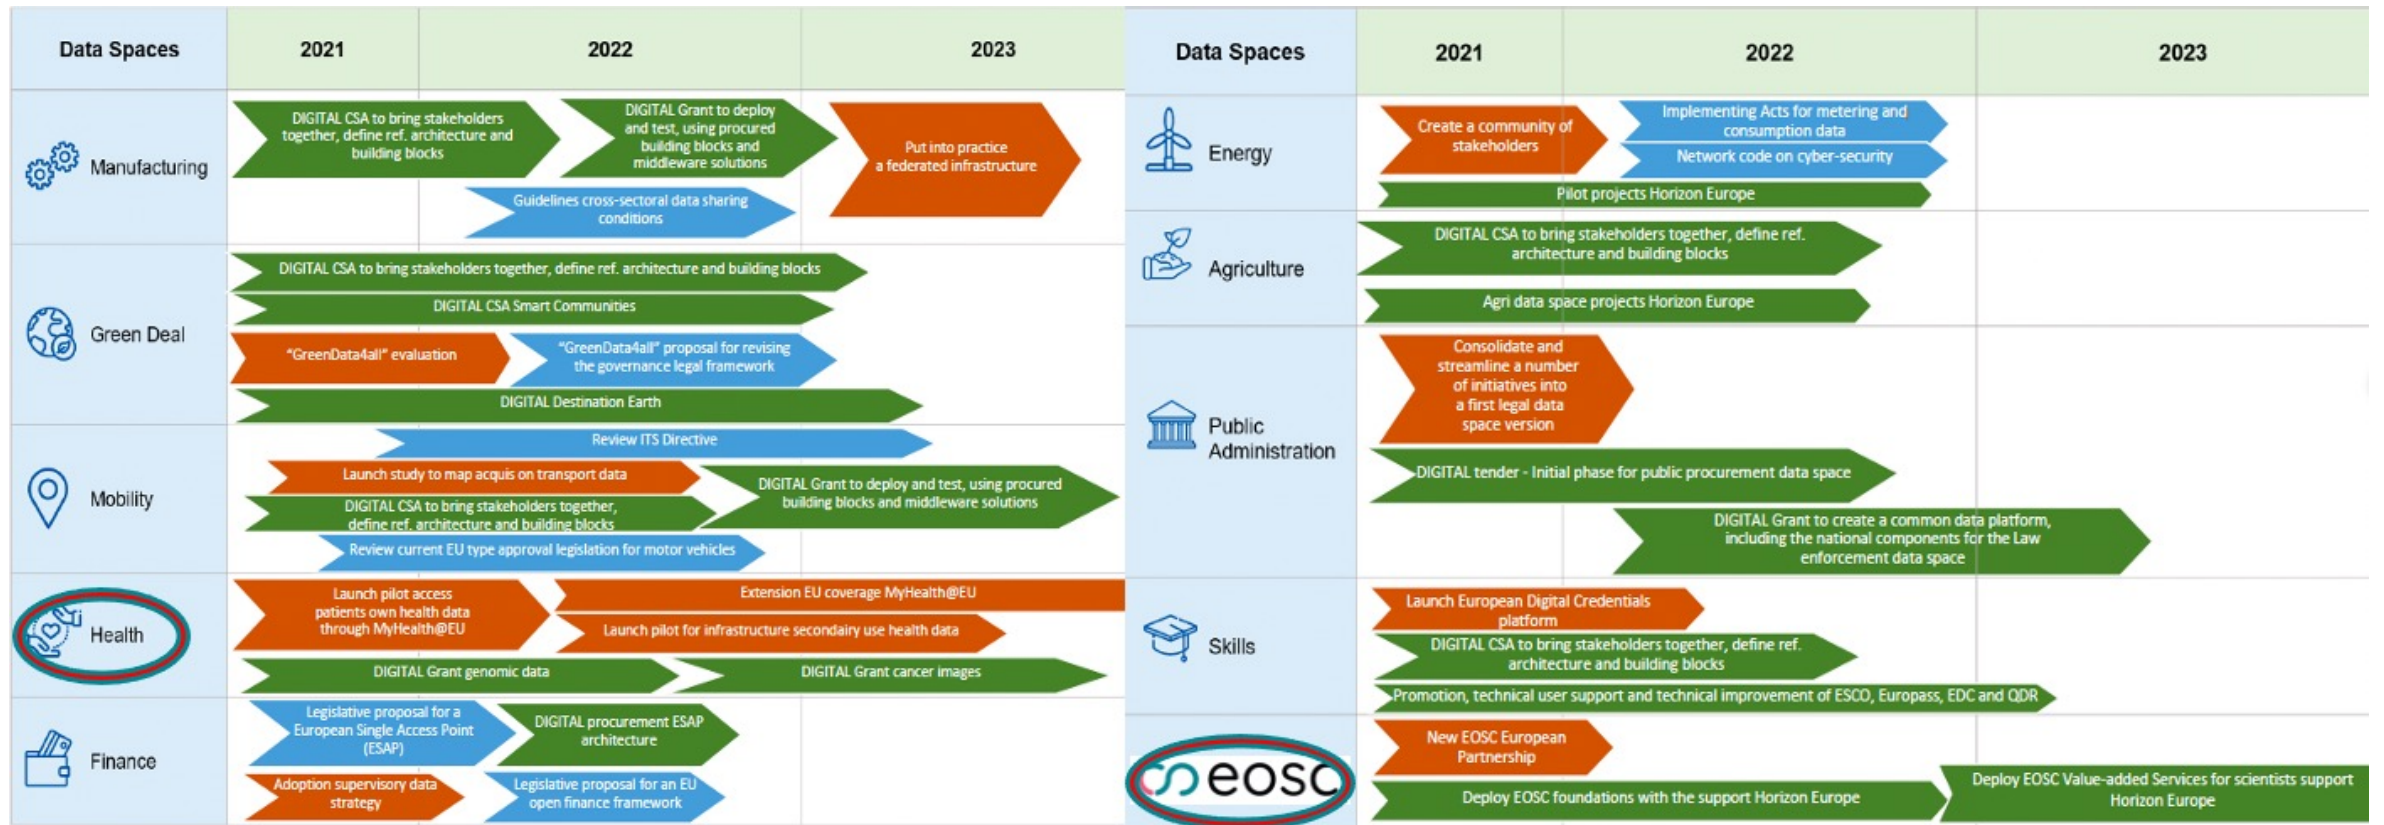 Data Spaces
2021
2022
2023
Manufacturing
DIGITAL CSA to bring stakeholders
together, define ref. architecture and
building blocks
DIGITAL Grant to deploy
and test, using procured
building blocks and
middleware solutions
Put into practice
a federated infrastructure
Guidelines cross-sectoral data sharing
conditions
Green Deal
DIGITAL CSA to bring stakeholders together, define ref. architecture and building blocks
DIGITAL CSA Smart Communities
“GreenData4all” evaluation
“GreenData4all” proposal for revising
the governance legal framework
DIGITAL Destination Earth
Mobility
Review ITS Directive
Launch study to map acquis on transport data
DIGITAL CSA to bring stakeholders together,
define ref. architecture and building blocks
DIGITAL Grant to deploy and test, using procured
building blocks and middleware solutions
Review current EU type approval legislation for motor vehicles
Health
Launch pilot access
patients own health data
through MyHealth@EU
Extension EU coverage MyHealth@EU
Launch pilot for infrastructure secondairy use health data
DIGITAL Grant genomic data
DIGITAL Grant cancer images
Finance
Legislative proposal for a
European Single Access Point
(ESAP)
DIGITAL procurement ESAP
architecture
Adoption supervisory data
strategy
Legislative proposal for an EU
open finance framework
Data Spaces
2021
2022
2023
Energy
Create a community of
stakeholders
Implementing Acts for metering and
consumption data
Network code on cyber-security
Pilot projects Horizon Europe
Agriculture
DIGITAL CSA to bring stakeholders together, define ref.
architecture and building blocks
Agri data space projects Horizon Europe
Public
Administration
Consolidate and
streamline a number
of initiatives into
a first legal data
space version
DIGITAL tender - Initial phase for public procurement data space
DIGITAL Grant to create a common data platform,
including the national components for the Law
enforcement data space
Skills
Launch European Digital Credentials
platform
DIGITAL CSA to bring stakeholders together, define ref.
architecture and building blocks
Promotion, technical user support and technical improvement of ESCO, Europass, EDC and QDR
eosc
New EOSC European
Partnership
Deploy EOSC foundations with the support Horizon Europe
Deploy EOSC Value-added Services for scientists support
Horizon Europe